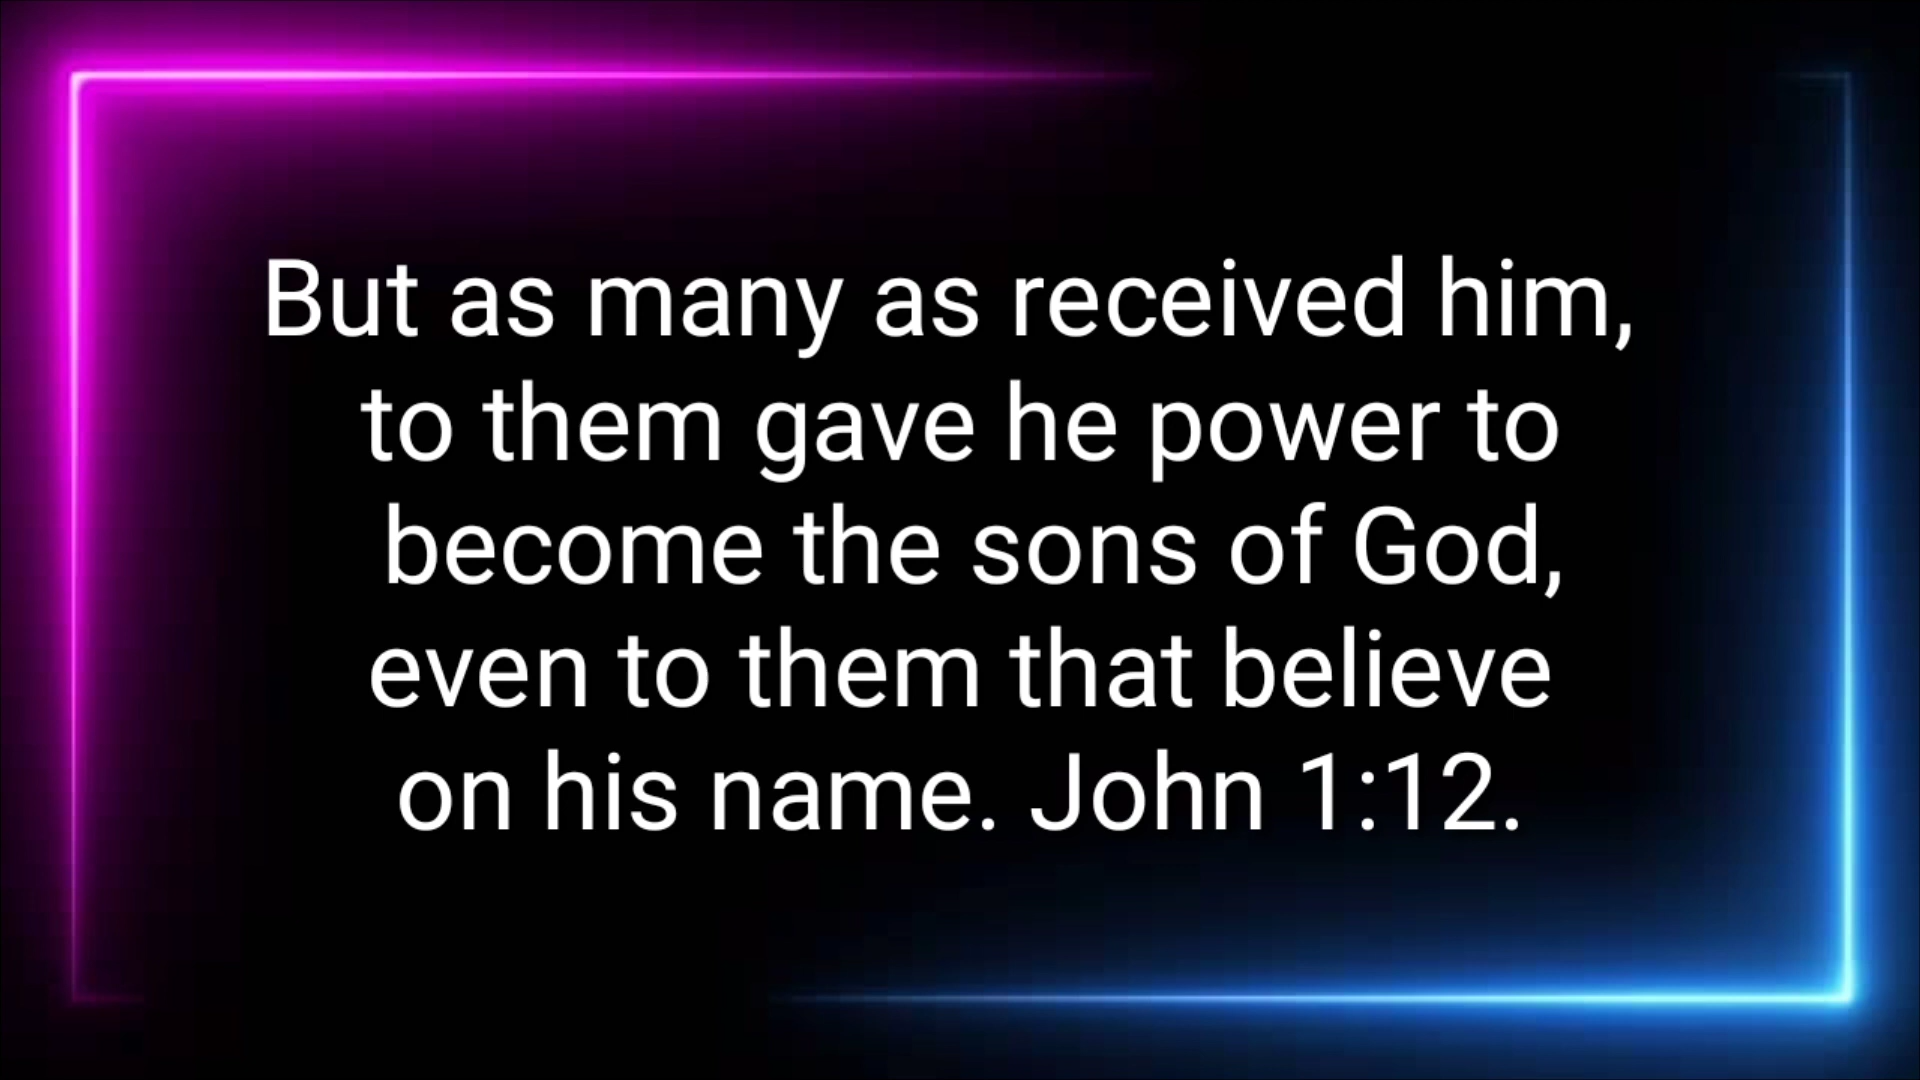 But as many as received him,
to them gave he power to
become the sons of God,
even to them that believe
on his name. John 1:12.